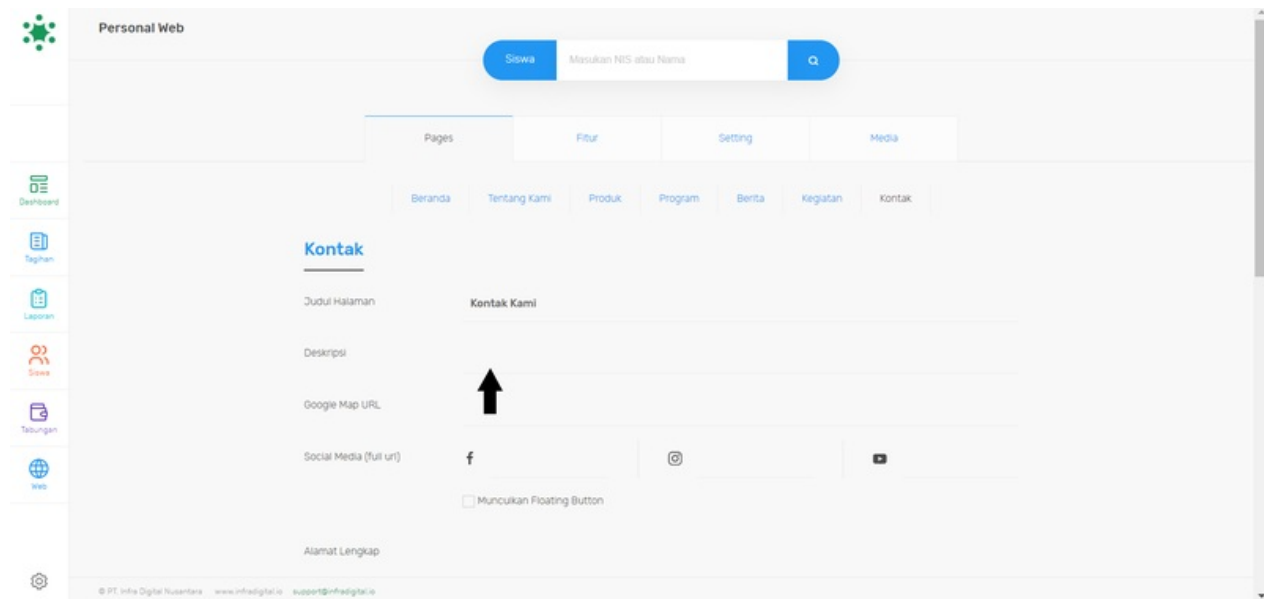 Personal Web
Siswa Masukan NIS atau Nama
Pages Fitur Setting Media
Dashboard
Beranda Tentang Kami Produk Program Berita Kegiatan Kontak
Tagihan
Kontak
Laporan
Judul Halaman Kontak Kami
Siswa
Deskripsi
Google Map URL
Tabungan
Social Media (full url)
Web
Munculkan Floating Button
Alamat Lengkap
© PT. Infra Digital Nusantara www.infradigital.io support@infradigital.io